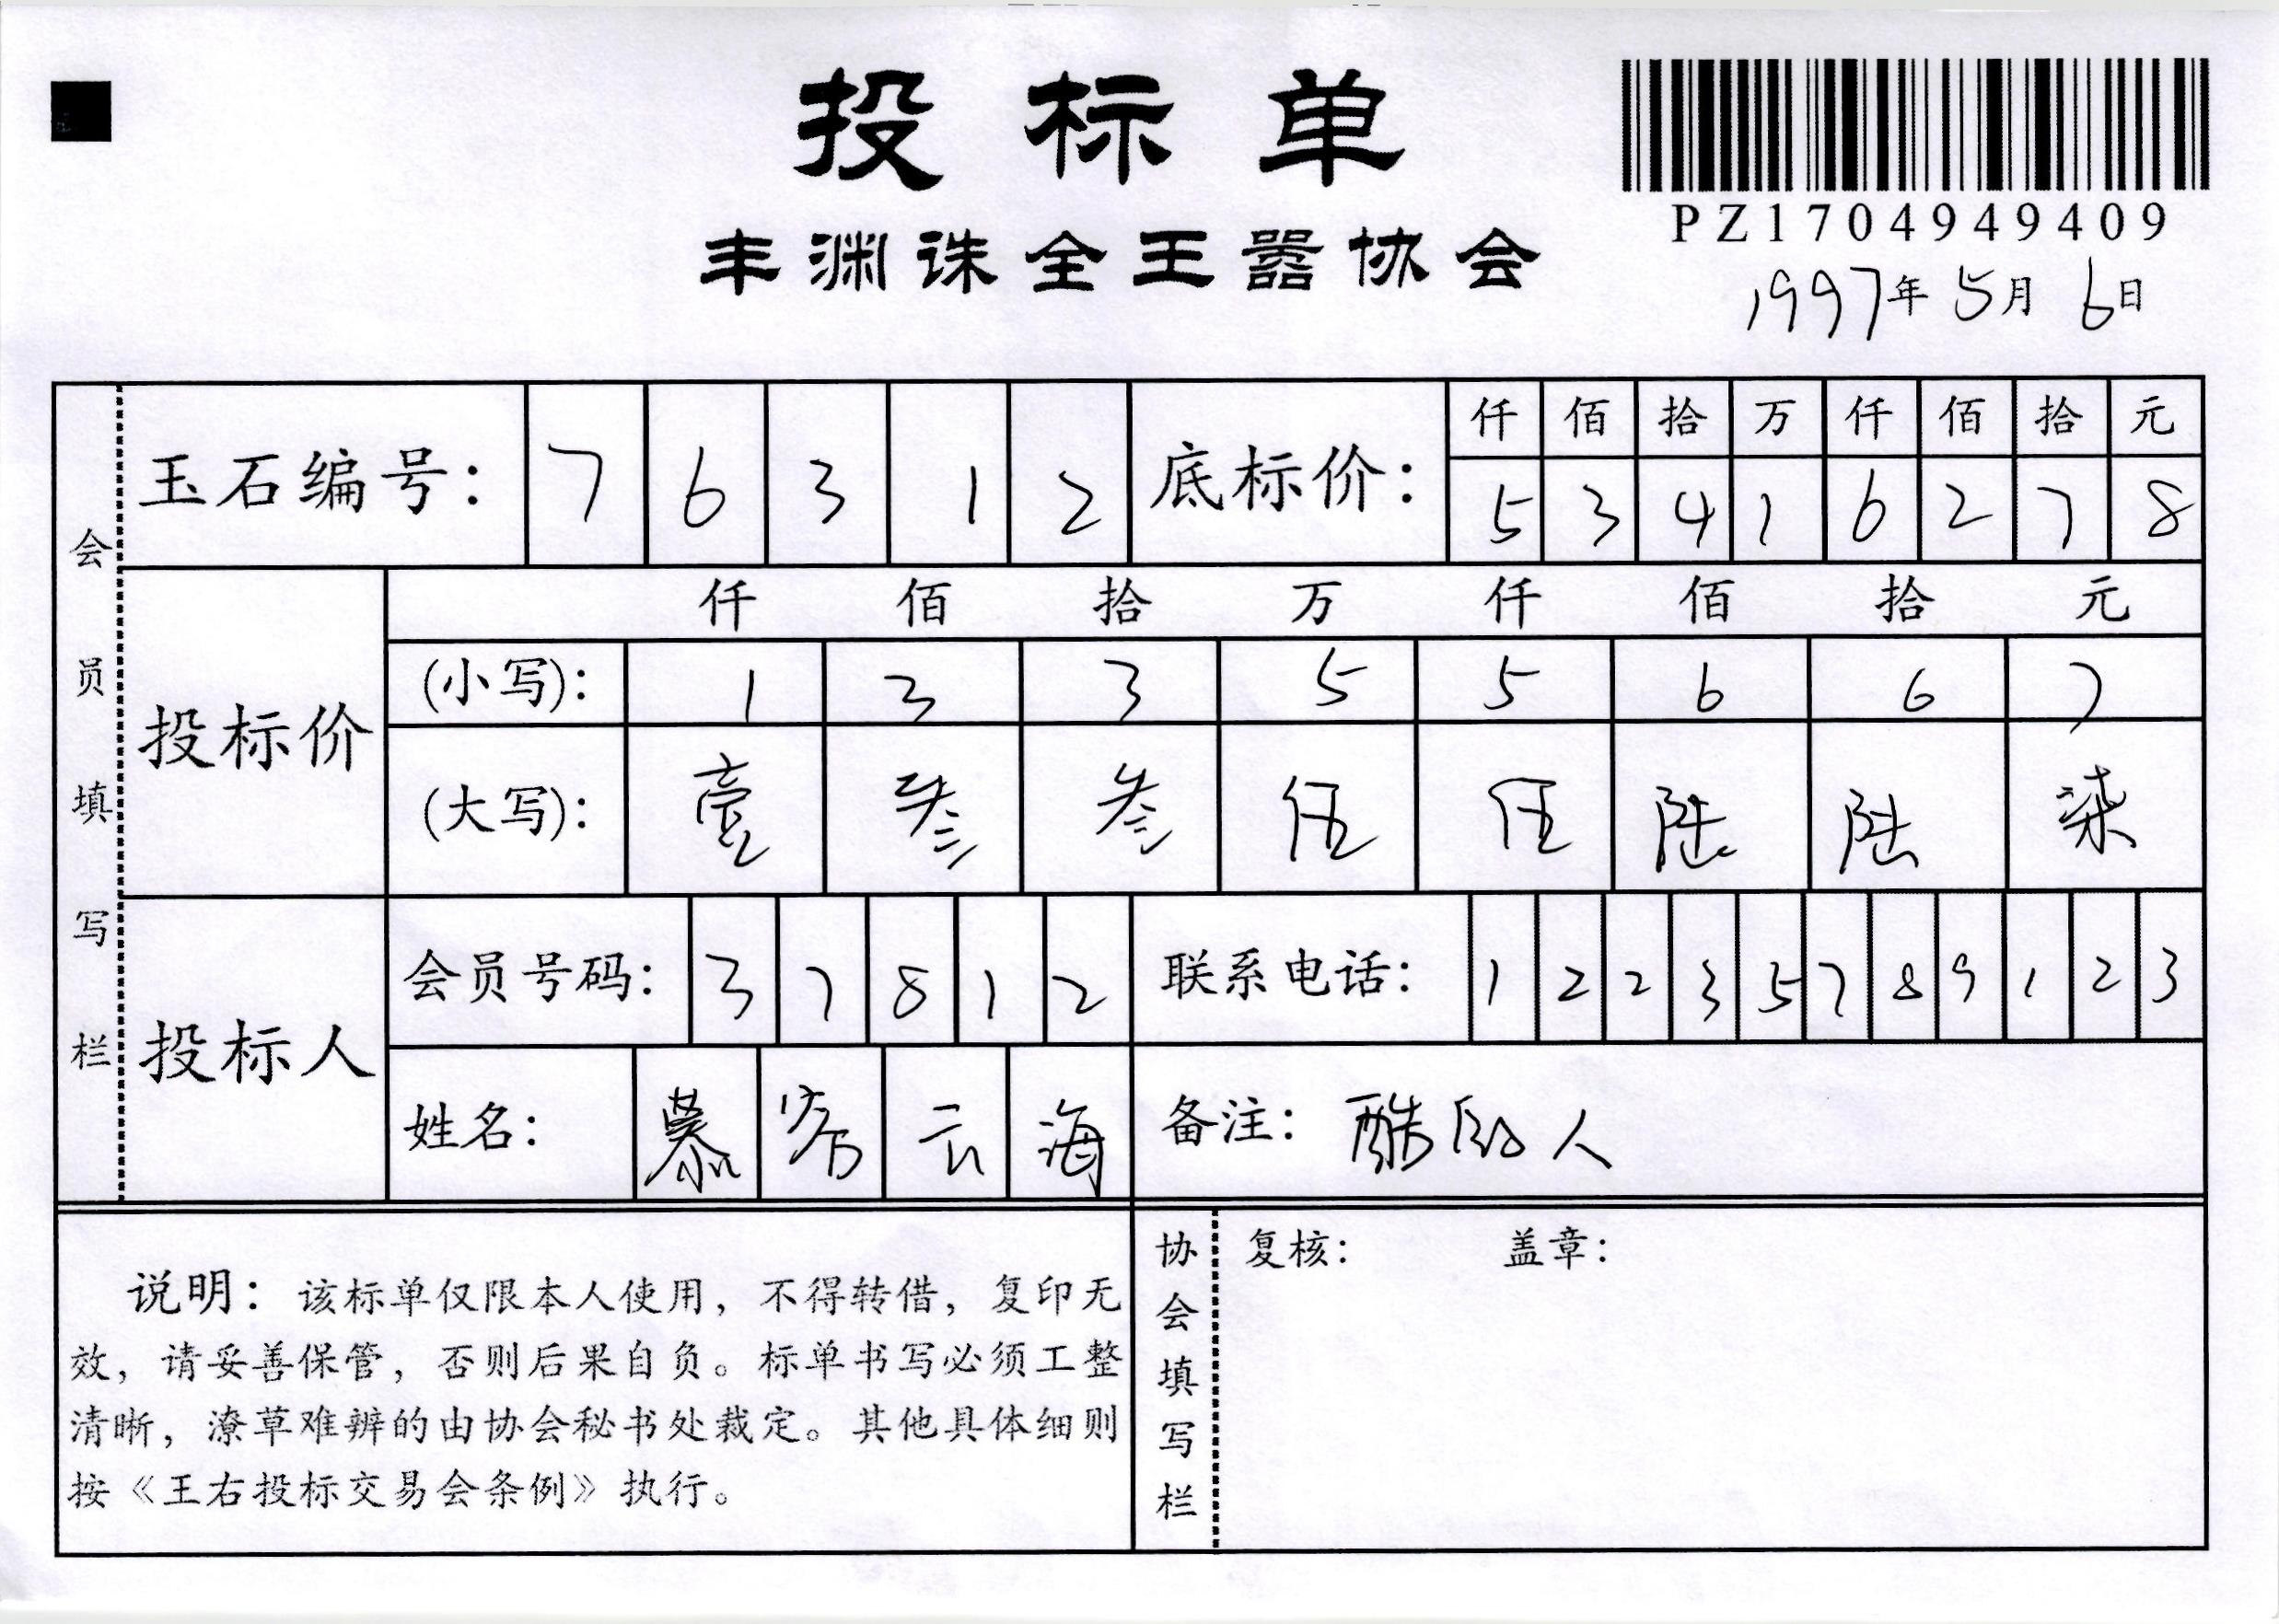 投标单
丰渊诛全王嚣协会
PZ1704949409
1997年5月6日
会员填写栏
玉石编号: 7 6 3 1 2
底标价: 仟 佰 拾 万 仟 佰 拾 元
5 3 4 1 6 2 7 8
投标价
仟 佰 拾 万 仟 佰 拾 元
(小写): 1 3 3 5 5 6 6 7
(大写): 壹 叁 叁 伍 伍 陆 陆 柒
投标人
会员号码: 3 7 8 1 2
联系电话: 1 2 2 3 5 7 8 9 1 2 3
姓名: 慕容云海
备注: 酷的人
说明: 该标单仅限本人使用，不得转借，复印无
效，请妥善保管，否则后果自负。标单书写必须工整
清晰，潦草难辨的由协会秘书处裁定。其他具体细则
按《王右投标交易会条例》执行。
协会填写栏
复核: 盖章: